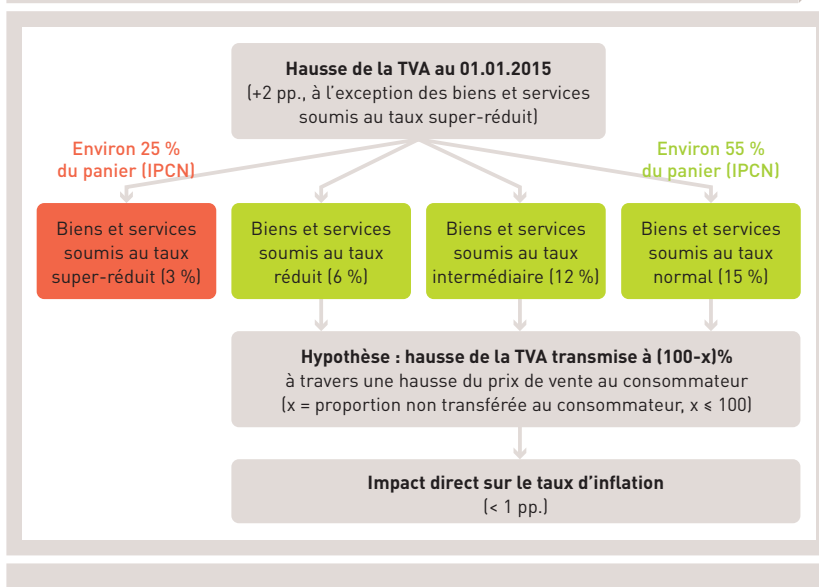 Hausse de la TVA au 01.01.2015
(+2 pp., à l'exception des biens et services
soumis au taux super-réduit)
Environ 25 %
du panier (IPCN)
Environ 55 %
du panier (IPCN)
Biens et services
soumis au taux
super-réduit (3 %)
Biens et services
soumis au taux
réduit (6 %)
Biens et services
soumis au taux
intermédiaire (12 %)
Biens et services
soumis au taux
normal (15 %)
Hypothèse : hausse de la TVA transmise à (100-x)%
à travers une hausse du prix de vente au consommateur
(x = proportion non transférée au consommateur, x ≤ 100)
Impact direct sur le taux d'inflation
(< 1 pp.)